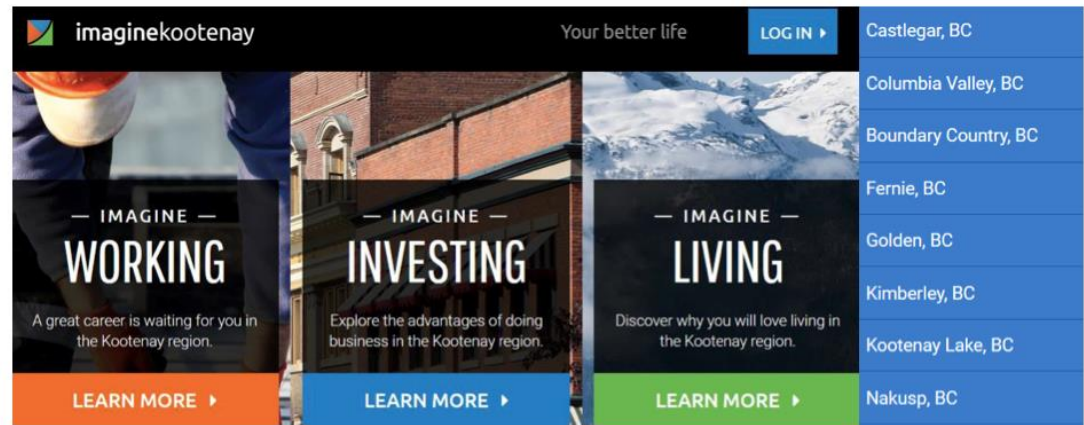 imaginekootenay
Your better life
LOG IN
— IMAGINE —
WORKING
A great career is waiting for you in
the Kootenay region.
LEARN MORE
— IMAGINE —
INVESTING
Explore the advantages of doing
business in the Kootenay region.
LEARN MORE
— IMAGINE —
LIVING
Discover why you will love living in
the Kootenay region.
LEARN MORE
Castlegar, BC
Columbia Valley, BC
Boundary Country, BC
Fernie, BC
Golden, BC
Kimberley, BC
Kootenay Lake, BC
Nakusp, BC